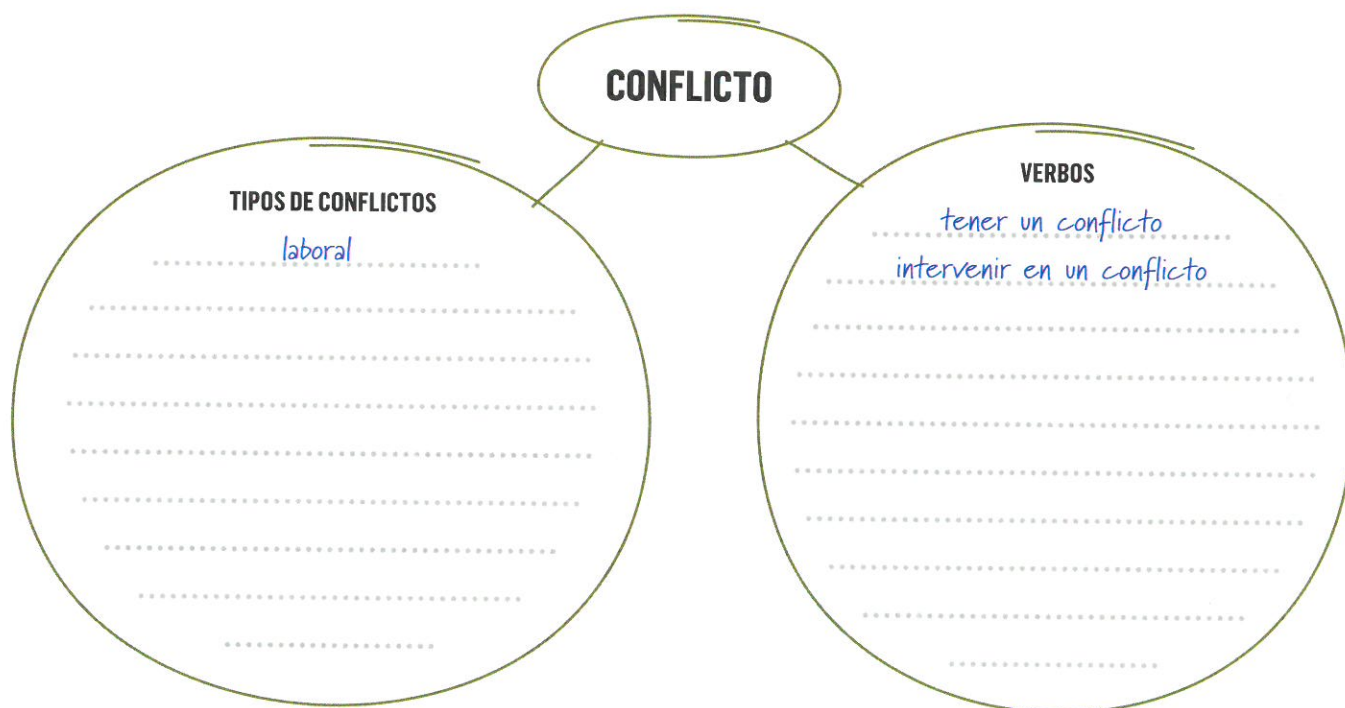 CONFLICTO
TIPOS DE CONFLICTOS
laboral
VERBOS
tener un conflicto
intervenir en un conflicto